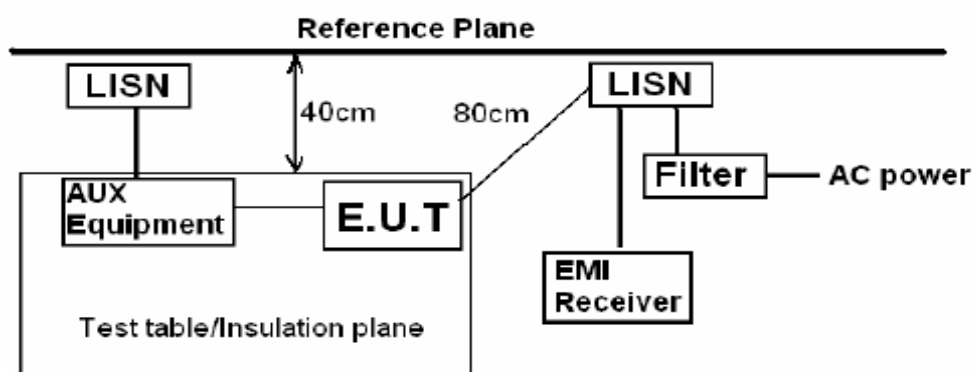 Reference Plane
LISN
40cm
80cm
LISN
AUX
Equipment
E.U.T
Filter
AC power
EMI
Receiver
Test table/Insulation plane